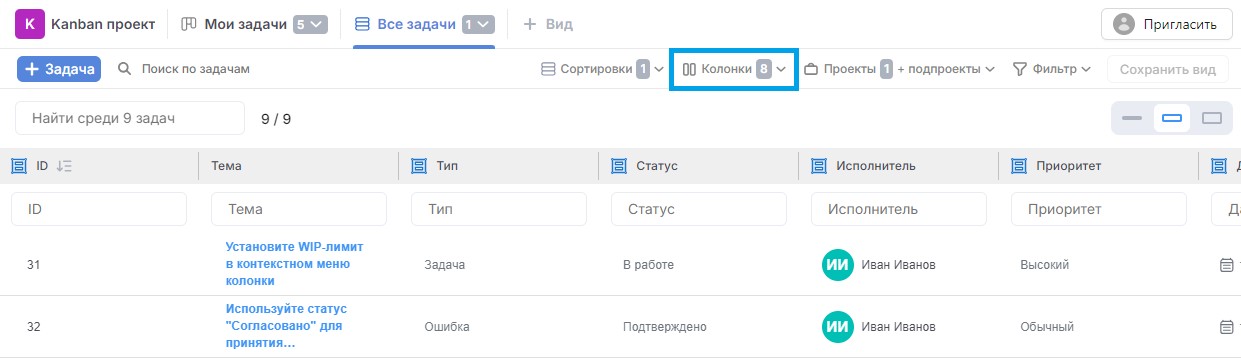 K Kanban проект Мои задачи 5 Все задачи 1 + Вид Пригласить
+ Задача Поиск по задачам Сортировки 1 Колонки 8 Проекты 1 + подпроекты Фильтр Сохранить вид
Найти среди 9 задач 9 / 9
ID Тема Тип Статус Исполнитель Приоритет
ID Тема Тип Статус Исполнитель Приоритет
Установите WIP-лимит
31 в контекстном меню Задача В работе ИИ Иван Иванов Высокий
колонки
Используйте статус
32 "Согласовано" для Ошибка Подтверждено ИИ Иван Иванов Обычный
принятия...